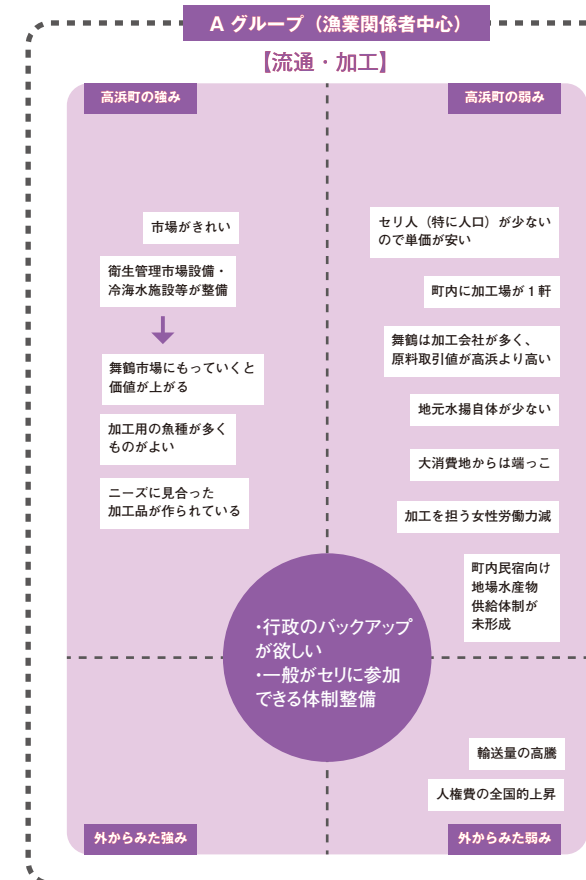 A グループ（漁業関係者中心）
【流通・加工】
高浜町の強み
市場がきれい
衛生管理市場設備・
冷海水施設等が整備
舞鶴市場にもっていくと
価値が上がる
加工用の魚種が多く
ものがよい
ニーズに見合った
加工品が作られている
高浜町の弱み
セリ人（特に人口）が少ない
ので単価が安い
町内に加工場が１軒
舞鶴は加工会社が多く、
原料取引値が高浜より高い
地元水揚自体が少ない
大消費地からは端っこ
加工を担う女性労働力減
町内民宿向け
地場水産物
供給体制が
未形成
・行政のバックアップ
が欲しい
・一般がセリに参加
できる体制整備
外からみた強み
輸送量の高騰
人権費の全国的上昇
外からみた弱み